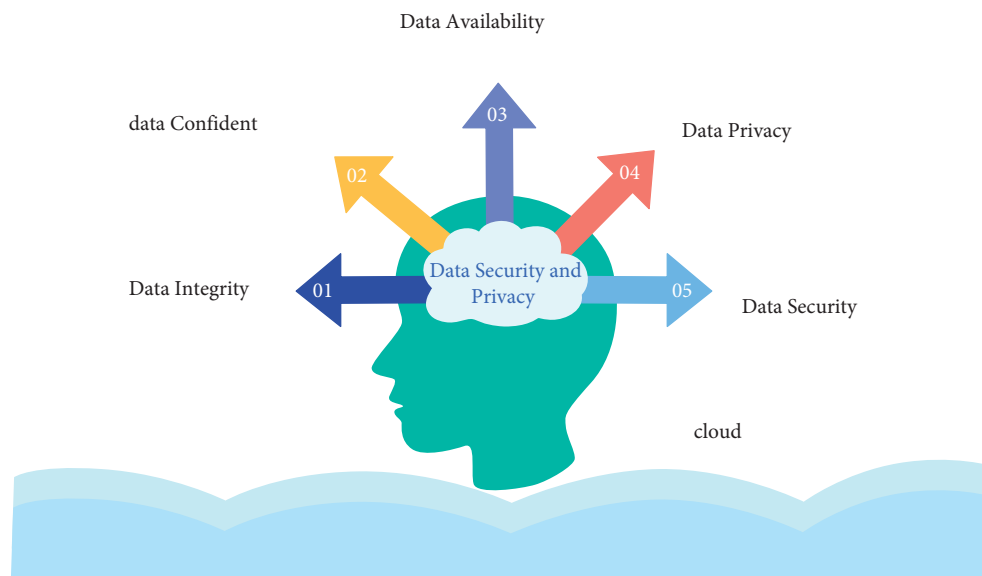 Data Availability
03
data Confident
02
Data Privacy
04
Data Integrity
01
Data Security and
Privacy
05
Data Security
cloud